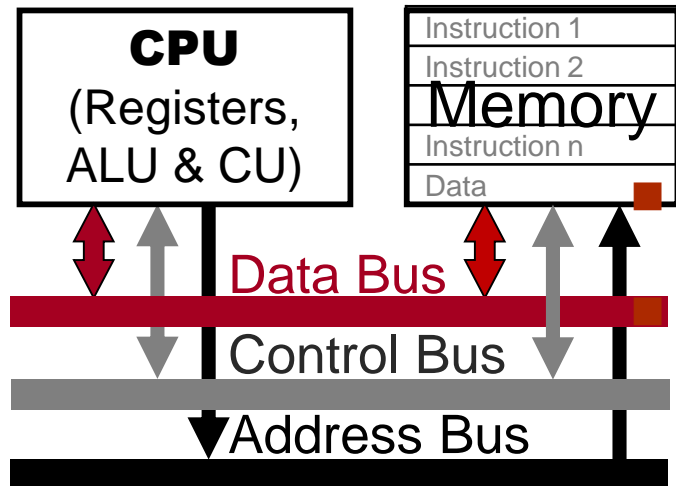 CPU
(Registers,
ALU & CU)
Instruction 1
Instruction 2
Memory
Instruction n
Data
Data Bus
Control Bus
Address Bus